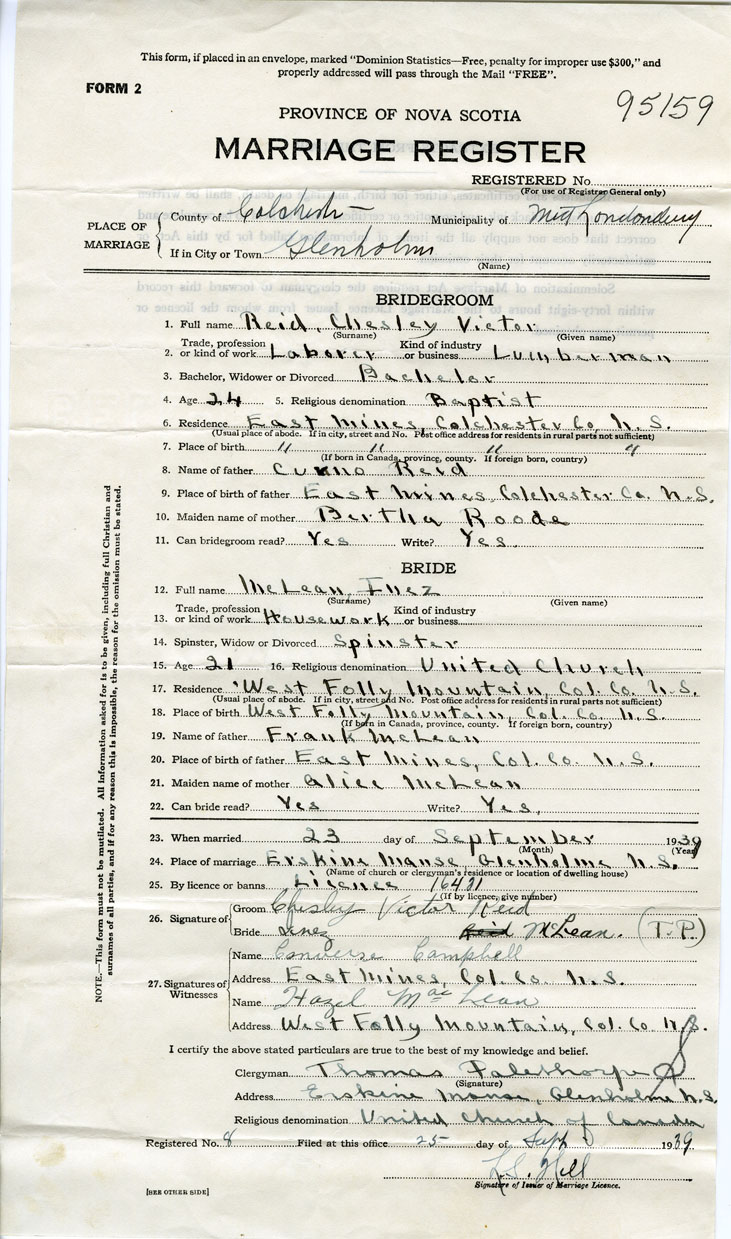 This form, if placed in an envelope, marked "Dominion Statistics—Free, penalty for improper use $300," and
properly addressed will pass through the Mail "FREE".
FORM 2
95159
PROVINCE OF NOVA SCOTIA
MARRIAGE REGISTER
REGISTERED No.
(For use of Registrar General only)
PLACE OF MARRIAGE
County of Colchester Municipality of West Londonderry
If in City or Town Glenholm
(Name)
BRIDEGROOM
1. Full name Reid, Chesley Victor
(Surname) (Given name)
2. Trade, profession or kind of work Laborer Kind of industry or business Lumberman
3. Bachelor, Widower or Divorced Bachelor
4. Age 24 5. Religious denomination Baptist
6. Residence East Mines, Colchester Co. N. S.
(Usual place of abode. If in city, street and No. Post office address for residents in rural parts not sufficient)
7. Place of birth " " " "
(If born in Canada, province, county. If foreign born, country)
8. Name of father Reid
9. Place of birth of father East Mines, Colchester Co. N.S.
10. Maiden name of mother Bertha Roode
11. Can bridegroom read? Yes Write? Yes.
BRIDE
12. Full name McLean, Inez
(Surname) (Given name)
13. Trade, profession or kind of work Housework Kind of industry or business
14. Spinster, Widow or Divorced Spinster
15. Age 21 16. Religious denomination United Church
17. Residence West Folly Mountain, Col. Co. N. S.
(Usual place of abode. If in city, street and No. Post office address for residents in rural parts not sufficient)
18. Place of birth West Folly Mountain, Col. Co. N. S.
(If born in Canada, province, county. If foreign born, country)
19. Name of father Frank McLean
20. Place of birth of father East Mines, Col. Co. N. S.
21. Maiden name of mother Alice McLean
22. Can bride read? Yes Write? Yes.
23. When married 23 day of September 1939
(Month) (Year)
24. Place of marriage Erskine Manse Glenholme N.S.
(Name of church or clergyman's residence or location of dwelling house)
25. By licence or banns Licence 16431
(If by licence, give number)
26. Signature of Groom Chesley Victor Reid
Bride Inez Reid McLean. (T.P.)
27. Signatures of Witnesses
Name Converse Campbell
Address East Mines, Col. Co. N. S.
Name Hazel MacLean
Address West Folly Mountain, Col. Co N.S.
I certify the above stated particulars are true to the best of my knowledge and belief.
Clergyman Thomas Palethorpe
(Signature)
Address Erskine Manse, Glenholme N.S.
Religious denomination United Church of Canada
Registered No. 8 Filed at this office 25 day of Sept 1939
L.S. Hill
Signature of Issuer of Marriage Licence.
[SEE OTHER SIDE]
NOTE.—This form must not be mutilated. All information asked for is to be given, including full Christian and
surnames of all parties, and if for any reason this is impossible, the reason for the omission must be stated.